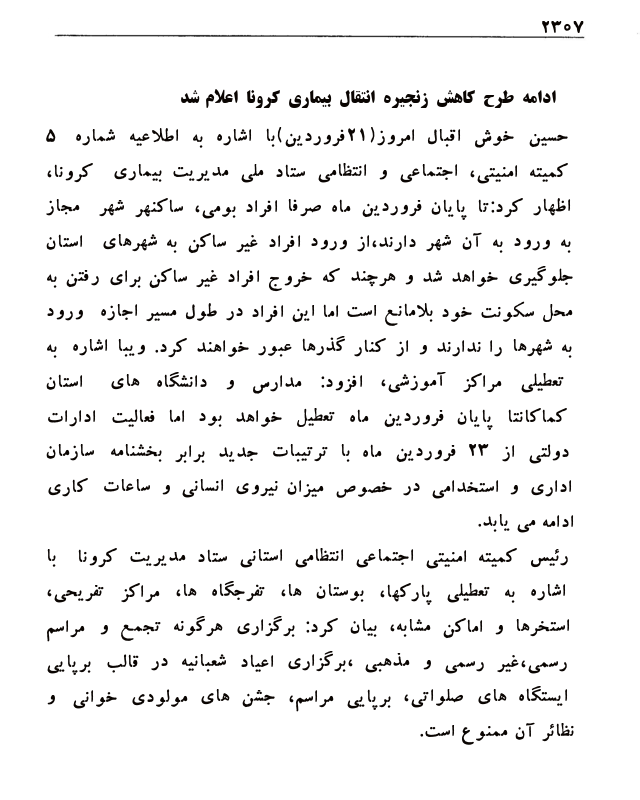 ۲۳۰۷
ادامه طرح کاهش زنجیره انتقال بیماری کرونا اعلام شد
حسین خوش اقبال امروز(۲۱فروردین)با اشاره به اطلاعیه شماره ۵
کمیته امنیتی، اجتماعی و انتظامی ستاد ملی مدیریت بیماری کرونا،
اظهار کرد:تا پایان فروردین ماه صرفا افراد بومی، ساکنهر شهر مجاز
به ورود به آن شهر دارند،از ورود افراد غیر ساکن به شهرهای استان
جلوگیری خواهد شد و هرچند که خروج افراد غیر ساکن برای رفتن به
محل سکونت خود بلامانع است اما این افراد در طول مسیر اجازه ورود
به شهرها را ندارند و از کنار گذرها عبور خواهند کرد. ویبا اشاره به
تعطیلی مراکز آموزشی، افزود: مدارس و دانشگاه های استان
کماکانتا پایان فروردین ماه تعطیل خواهد بود اما فعالیت ادارات
دولتی از ۲۳ فروردین ماه با ترتیبات جدید برابر بخشنامه سازمان
اداری و استخدامی در خصوص میزان نیروی انسانی و ساعات کاری
ادامه می یابد.
رئیس کمیته امنیتی اجتماعی انتظامی استانی ستاد مدیریت کرونا با
اشاره به تعطیلی پارکها، بوستان ها، تفرجگاه ها، مراکز تفریحی،
استخرها و اماکن مشابه، بیان کرد: برگزاری هرگونه تجمع و مراسم
رسمی،غیر رسمی و مذهبی ،برگزاری اعیاد شعبانیه در قالب برپایی
ایستگاه های صلواتی، برپایی مراسم، جشن های مولودی خوانی و
نظائر آن ممنوع است.